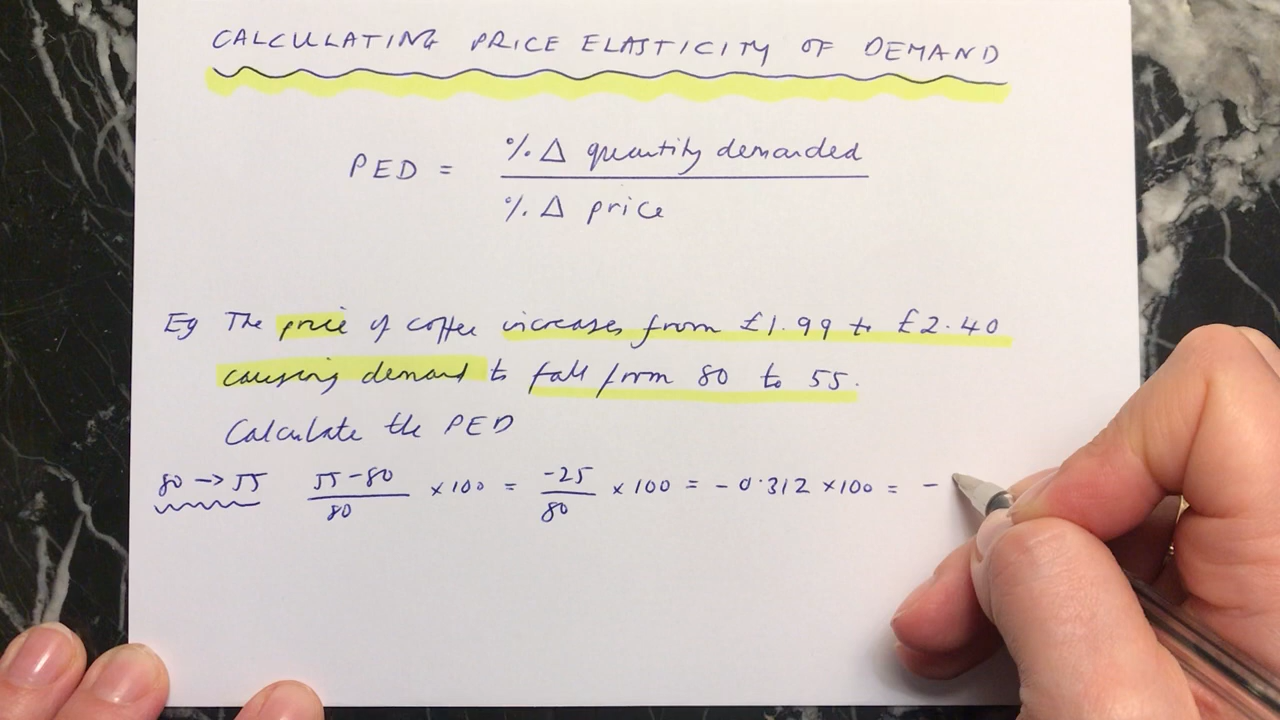 CALCULATING PRICE ELASTICITY OF DEMAND
PED = % Δ quantity demanded
% Δ price
Eg The price of coffee increases from £1.99 to £2.40
causing demand to fall from 80 to 55.
Calculate the PED
80 → 55 55-80/80 ×100 = -25/80 ×100 = -0.312 ×100 = -